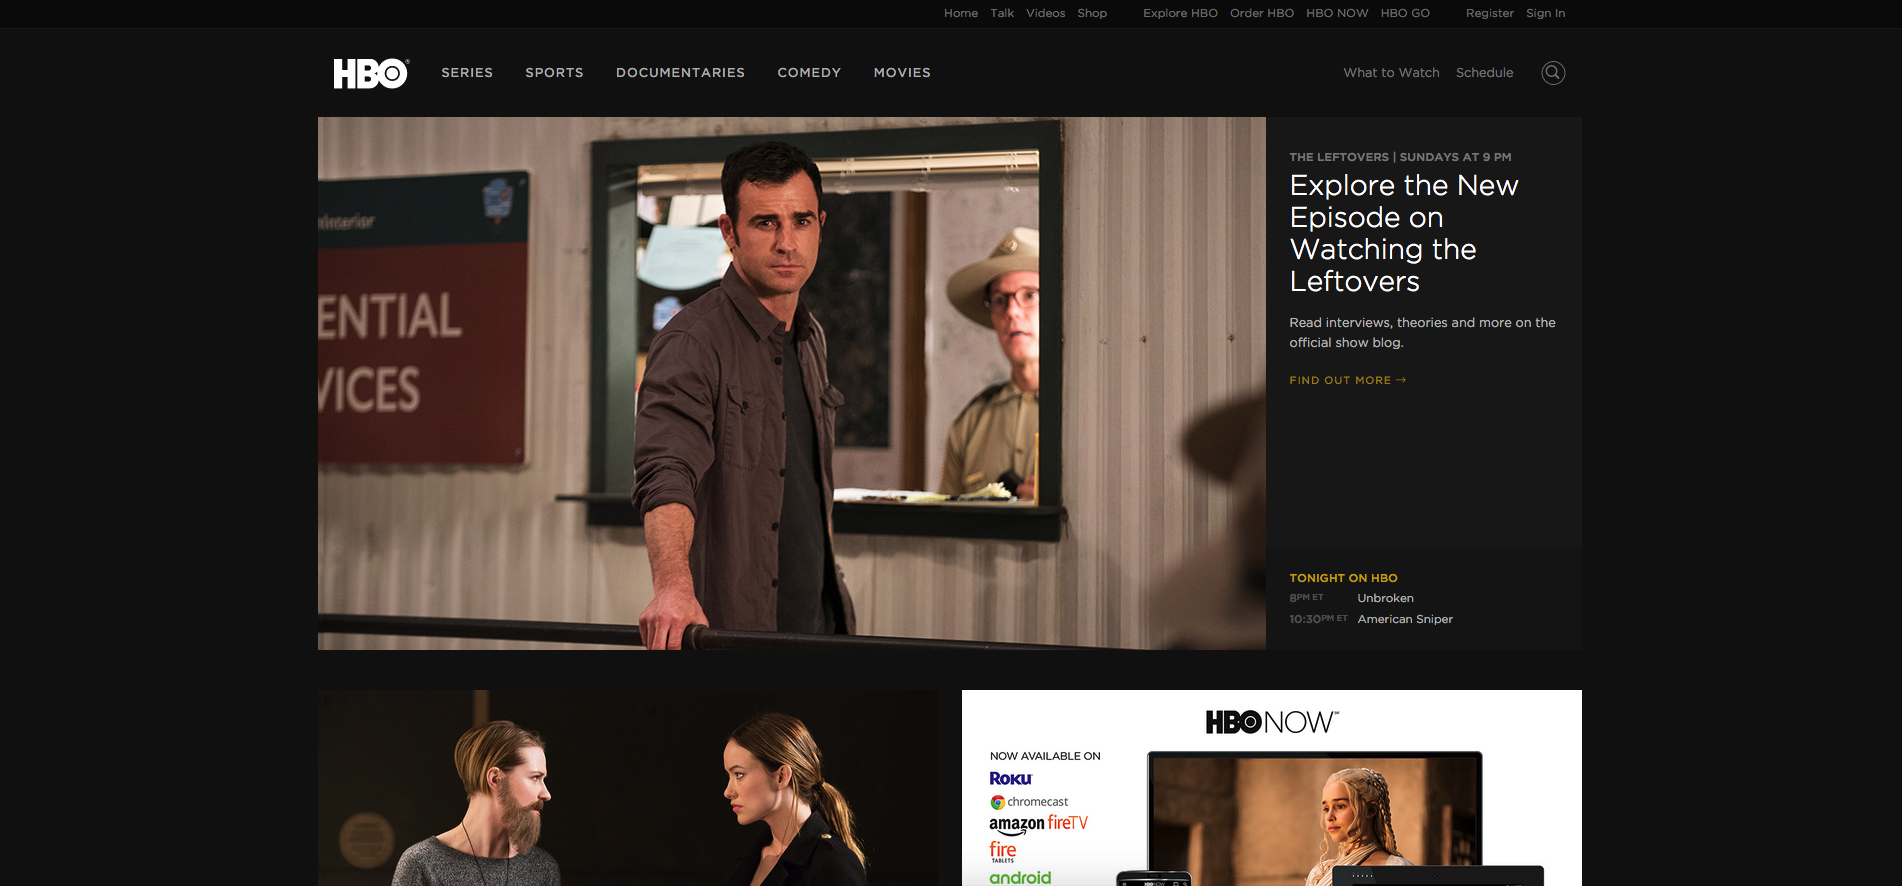 Home Talk Videos Shop Explore HBO Order HBO HBO NOW HBO GO Register Sign In
HBO® SERIES SPORTS DOCUMENTARIES COMEDY MOVIES What to Watch Schedule
ENTIAL
VICES
THE LEFTOVERS | SUNDAYS AT 9 PM
Explore the New
Episode on
Watching the
Leftovers
Read interviews, theories and more on the
official show blog.
FIND OUT MORE →
TONIGHT ON HBO
8PM ET Unbroken
10:30PM ET American Sniper
HBO NOW℠
NOW AVAILABLE ON
Roku
chromecast
amazon fireTV
fire
TABLETS
android
HBO NOW